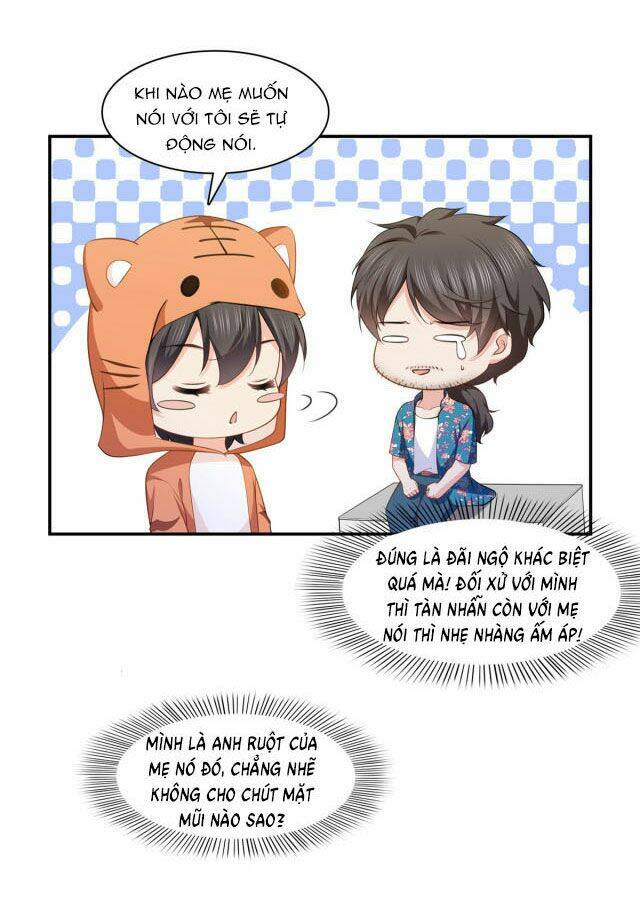 KHI NÀO MẸ MUỐN
NÓI VỚI TÔI SẼ TỰ
ĐỘNG NÓI.
ĐÚNG LÀ ĐÃI NGỘ KHÁC BIỆT
QUÁ MÀ! ĐỐI XỬ VỚI MÌNH
THÌ TÀN NHẪN CÒN VỚI MẸ
NÓI THÌ NHẸ NHÀNG ẤM ÁP!
MÌNH LÀ ANH RUỘT CỦA
MẸ NÓ ĐÓ, CHẲNG NHẼ
KHÔNG CHO CHÚT MẶT
MŨI NÀO SAO?